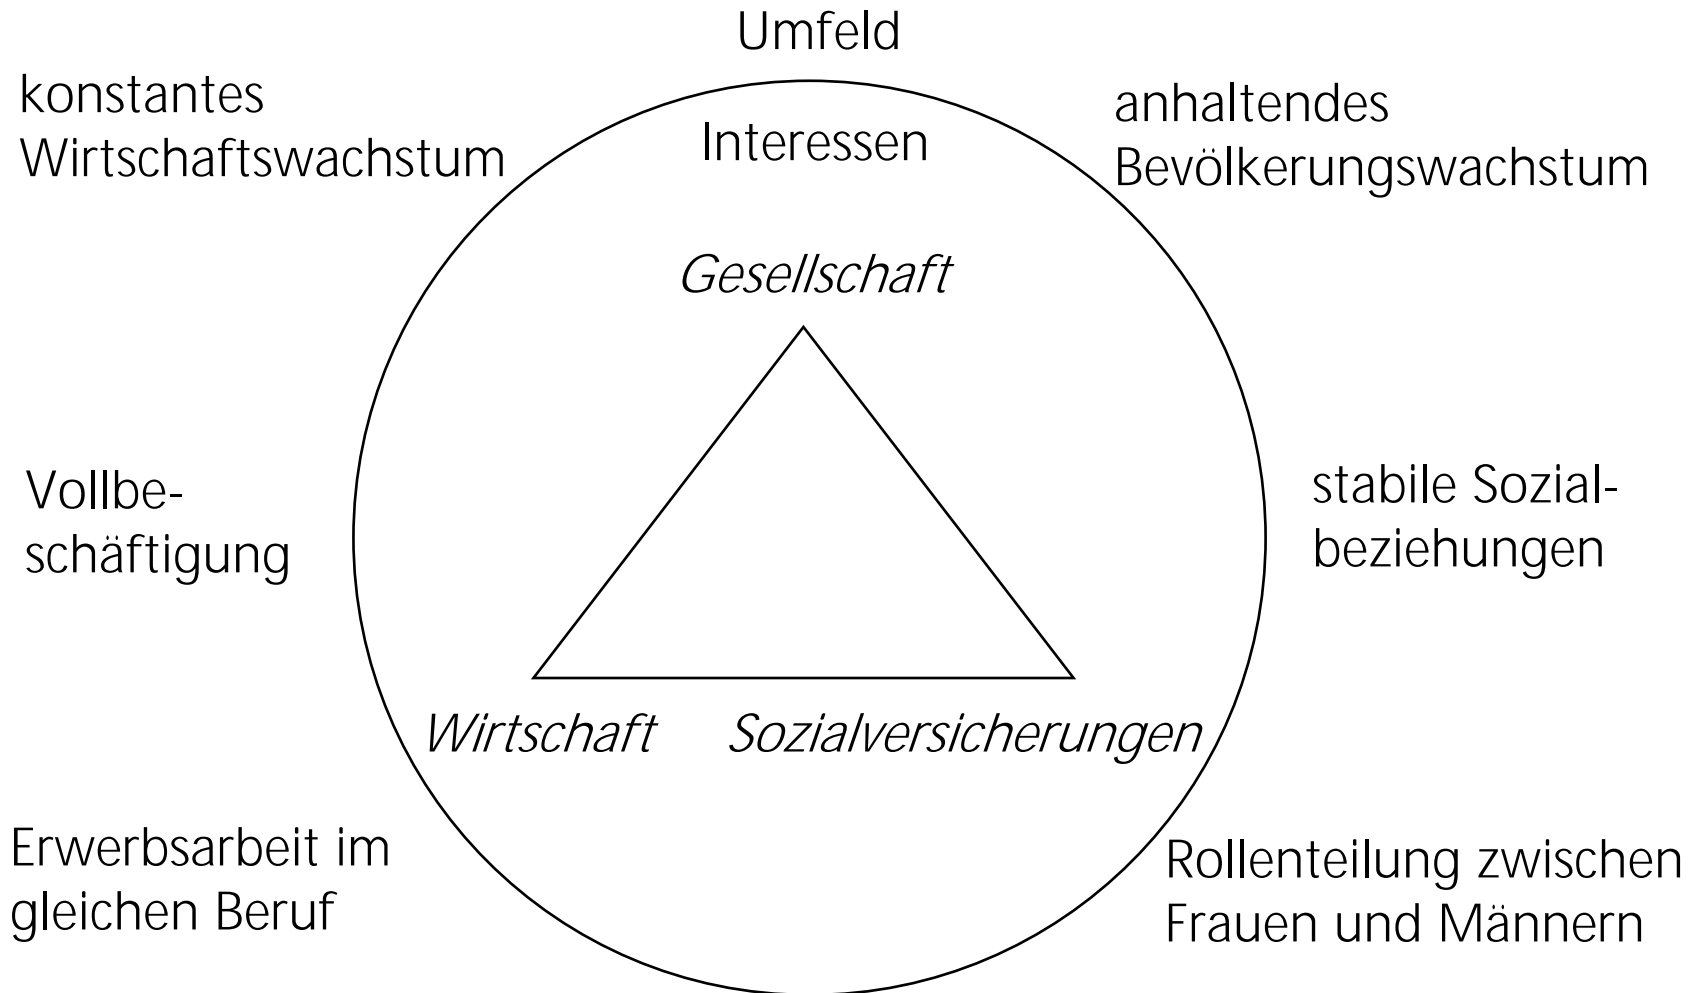 Umfeld
konstantes
Wirtschaftswachstum
Interessen
anhaltendes
Bevölkerungswachstum
Gesellschaft
Vollbe-
schäftigung
stabile Sozial-
beziehungen
Wirtschaft
Sozialversicherungen
Erwerbsarbeit im
gleichen Beruf
Rollenteilung zwischen
Frauen und Männern